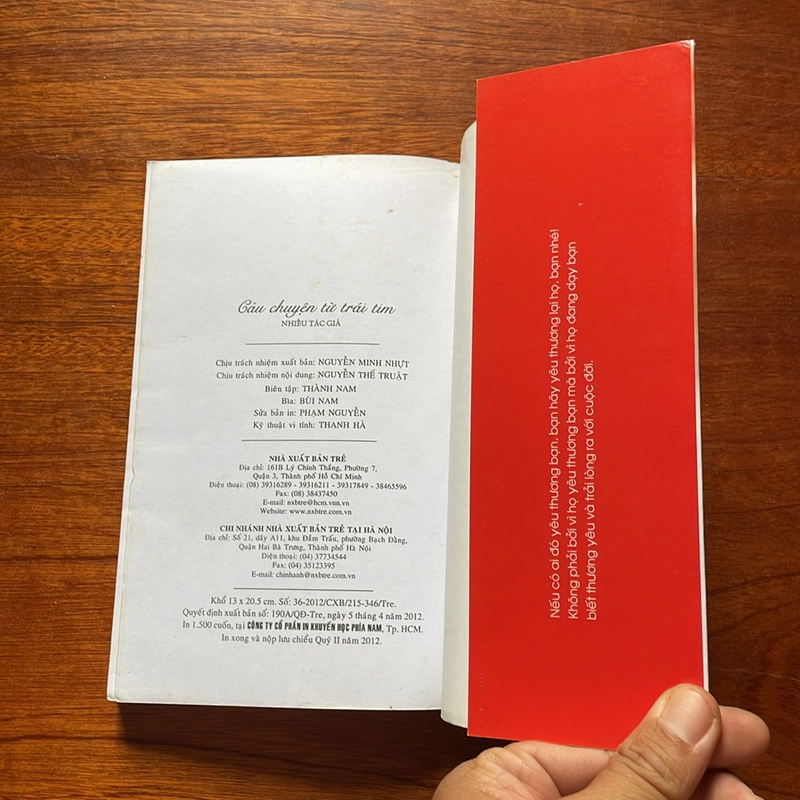 Câu chuyện từ trái tim
NHIỀU TÁC GIẢ
Chịu trách nhiệm xuất bản: NGUYỄN MINH NHỰT
Chịu trách nhiệm nội dung: NGUYỄN THẾ TRUẬT
Biên tập: THÀNH NAM
Bìa: BÙI NAM
Sửa bản in: PHẠM NGUYỄN
Kỹ thuật vi tính: THANH HÀ
NHÀ XUẤT BẢN TRẺ
Địa chỉ: 161B Lý Chính Thắng, Phường 7,
Quận 3, Thành phố Hồ Chí Minh
Điện thoại: (08) 39316289 - 39316211 - 39317849 - 38465596
Fax: (08) 38437450
E-mail: nxbtre@hcm.vnn.vn
Website: www.nxbtre.com.vn
CHI NHÁNH NHÀ XUẤT BẢN TRẺ TẠI HÀ NỘI
Địa chỉ: Số 21, dãy A11, khu Đầm Trấu, phường Bạch Đằng,
Quận Hai Bà Trưng, Thành phố Hà Nội
Điện thoại: (04) 37734544
Fax: (04) 35123395
E-mail: chinhanh@nxbtre.com.vn
Khổ 13 x 20.5 cm. Số: 36-2012/CXB/215-346/Tre.
Quyết định xuất bản số: 190A/QĐ-Tre, ngày 5 tháng 4 năm 2012.
In 1.500 cuốn, tại CÔNG TY CỔ PHẦN IN KHUYẾN HỌC PHÍA NAM, Tp. HCM.
In xong và nộp lưu chiểu Quý II năm 2012.
Nếu có ai đó yêu thương bạn, bạn hãy yêu thương lại họ, bạn nhé!
Không phải bởi vì họ yêu thương bạn mà bởi vì họ đang dạy bạn
biết thương yêu và trải lòng ra với cuộc đời.